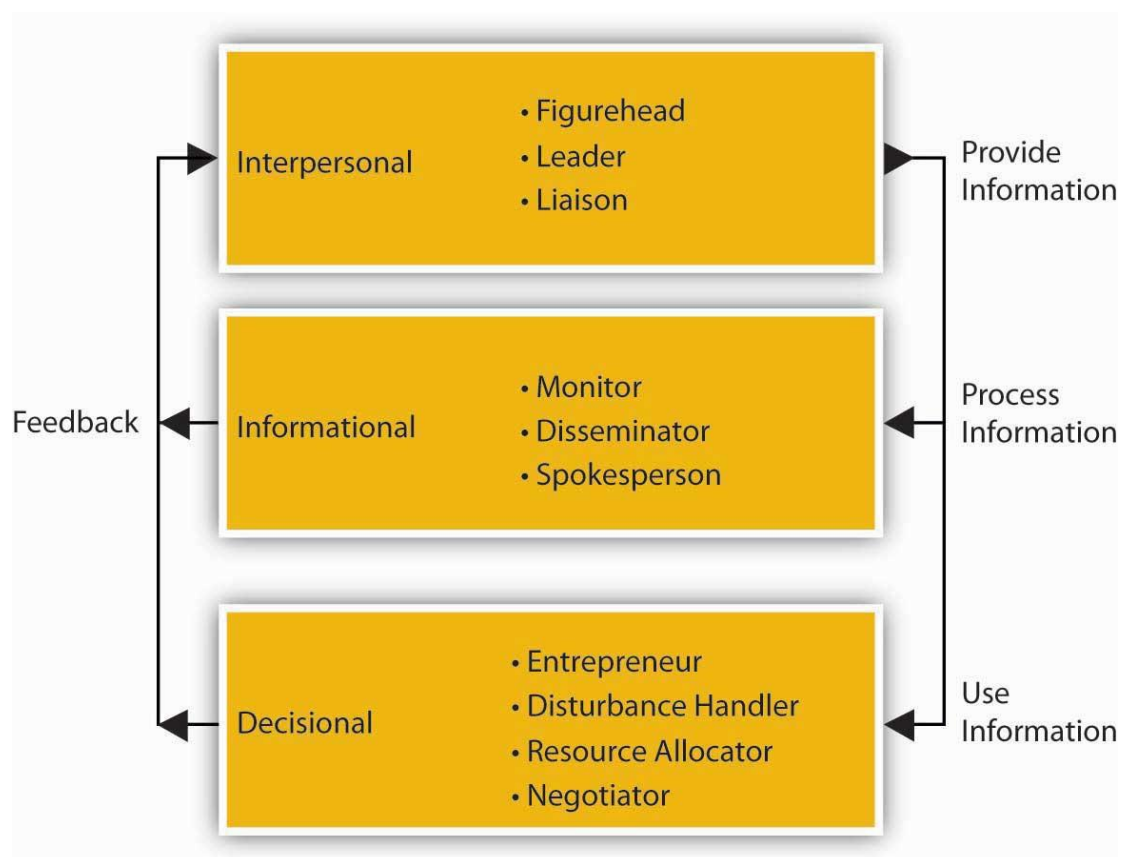 Interpersonal
• Figurehead
• Leader
• Liaison
Provide
Information
Feedback
Informational
• Monitor
• Disseminator
• Spokesperson
Process
Information
Decisional
• Entrepreneur
• Disturbance Handler
• Resource Allocator
• Negotiator
Use
Information